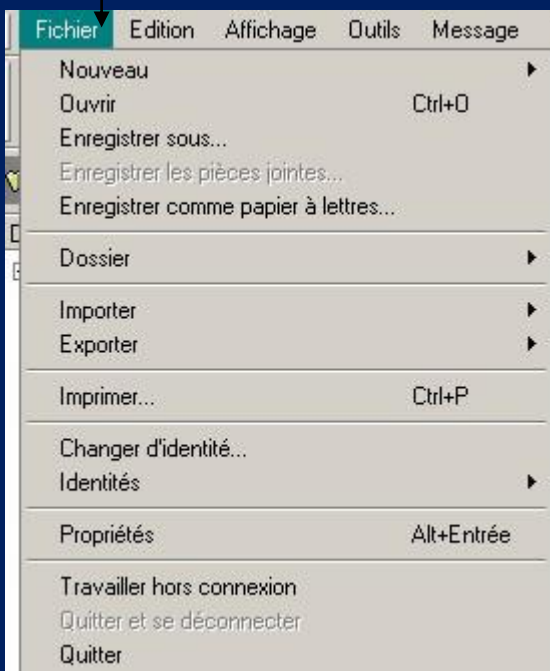 Fichier Edition Affichage Outils Message
Nouveau
Ouvrir Ctrl+O
Enregistrer sous...
Enregistrer les pièces jointes...
Enregistrer comme papier à lettres...
Dossier
Importer
Exporter
Imprimer... Ctrl+P
Changer d'identité...
Identités
Propriétés Alt+Entrée
Travailler hors connexion
Quitter et se déconnecter
Quitter